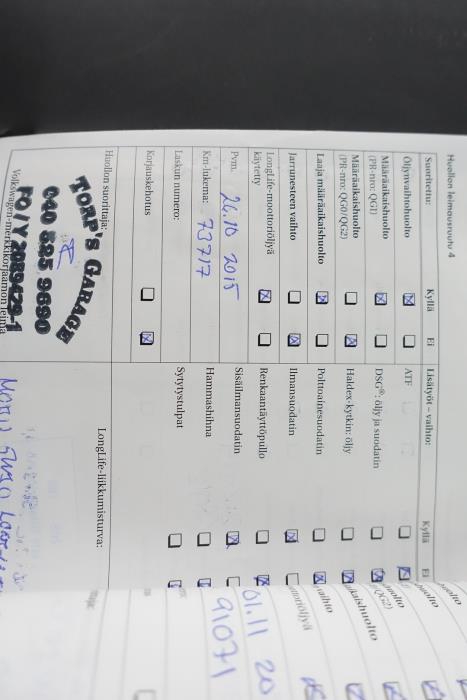 Huollon leimausruutu 4
Suoritettu: Kyllä Ei
Öljynvaihtohuolto
Määräaikaishuolto
(PR-nro: QG1)
Määräaikaishuolto
(PR-nro: QG0/QG2)
Laaja määräaikaishuolto
Jarrunesteen vaihto
LongLife-moottoriöljyä
käytetty
Pvm. 26.10 2015
Km-lukema: 73717
Laskun numero:
Korjauskehotus
Huollon suorittaja:
TORP'S GARAGE
040 525 9690
FO/Y 2089429-1
Volkswagen-merkkikorjaamon leima
Lisätyöt – vaihto: Kyllä Ei
ATF
DSG®: öljy ja suodatin
Haldex-kytkin: öljy
Polttoainesuodatin
Ilmansuodatin
Renkaantäyttöpullo
Sisäilmansuodatin
Hammashihna
Sytytystulpat
LongLife-liikkumisturva:
01.11 20
91071